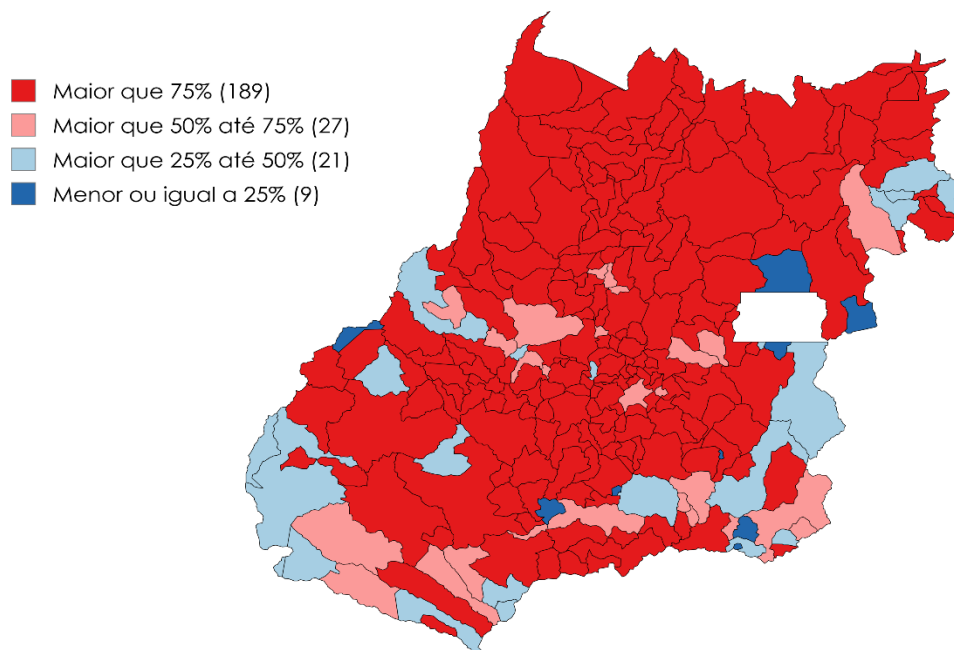 Maior que 75% (189)
Maior que 50% até 75% (27)
Maior que 25% até 50% (21)
Menor ou igual a 25% (9)